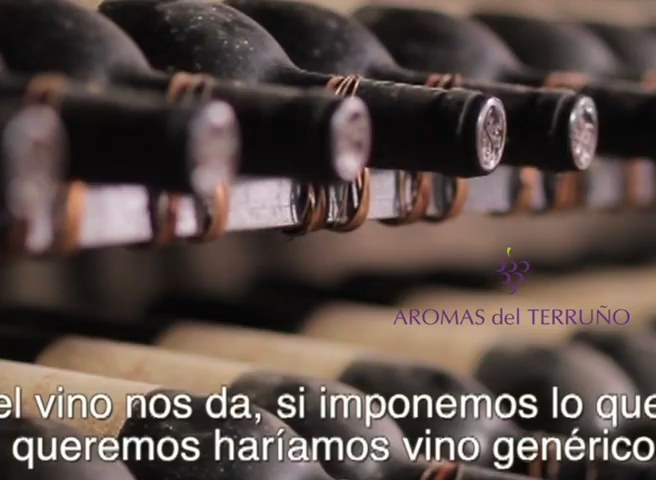 AROMAS del TERRUÑO
el vino nos da, si imponemos lo que
queremos haríamos vino genérico